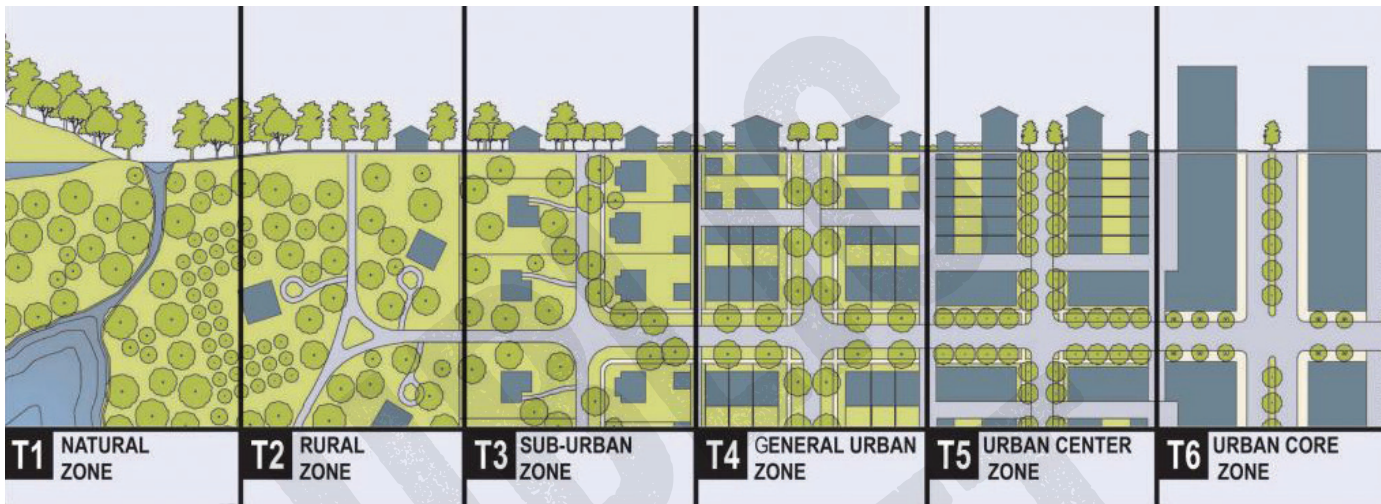 T1 NATURAL
ZONE
T2 RURAL
ZONE
T3 SUB-URBAN
ZONE
T4 GENERAL URBAN
ZONE
T5 URBAN CENTER
ZONE
T6 URBAN CORE
ZONE